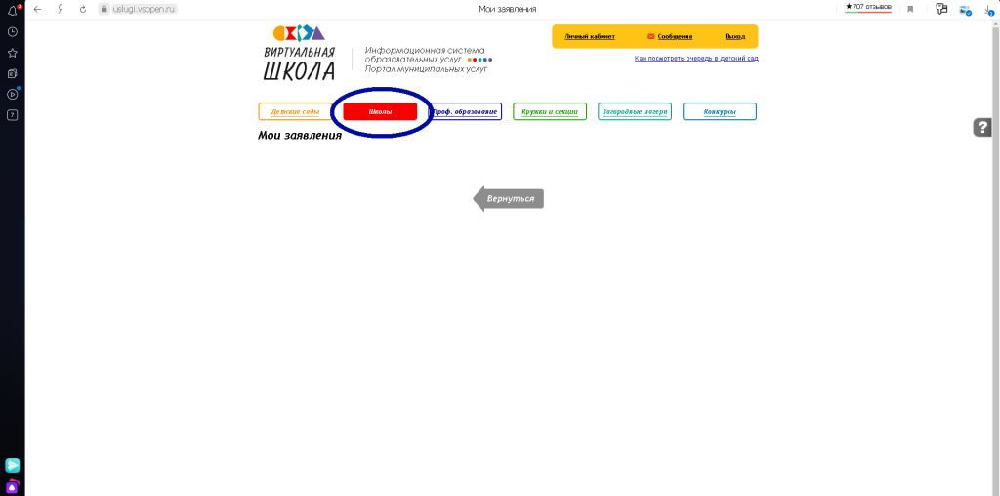 2
Я
uslugi.vsopen.ru
Мои заявления
★707 отзывов
ВИРТУАЛЬНАЯ
ШКОЛА
Информационная система
образовательных услуг
Портал муниципальных услуг
Личный кабинет
Сообщения
Выход
Как посмотреть очередь в детский сад
Детские сады
Школы
Проф. образование
Кружки и секции
Загородные лагеря
Конкурсы
Мои заявления
?
Вернуться